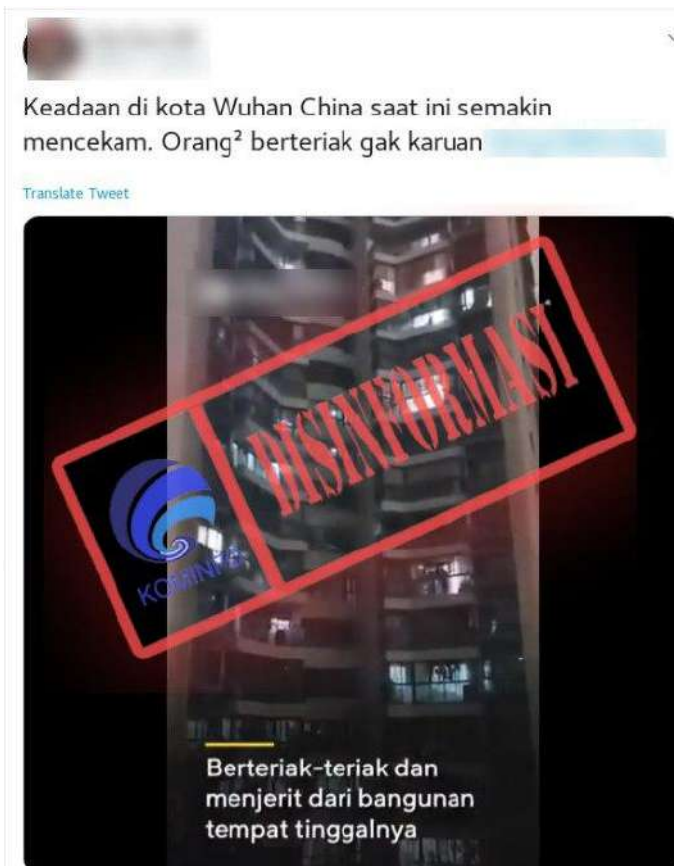 Keadaan di kota Wuhan China saat ini semakin
mencekam. Orang² berteriak gak karuan
Translate Tweet
DISINFORMASI
KOMINFO
Berteriak-teriak dan
menjerit dari bangunan
tempat tinggalnya